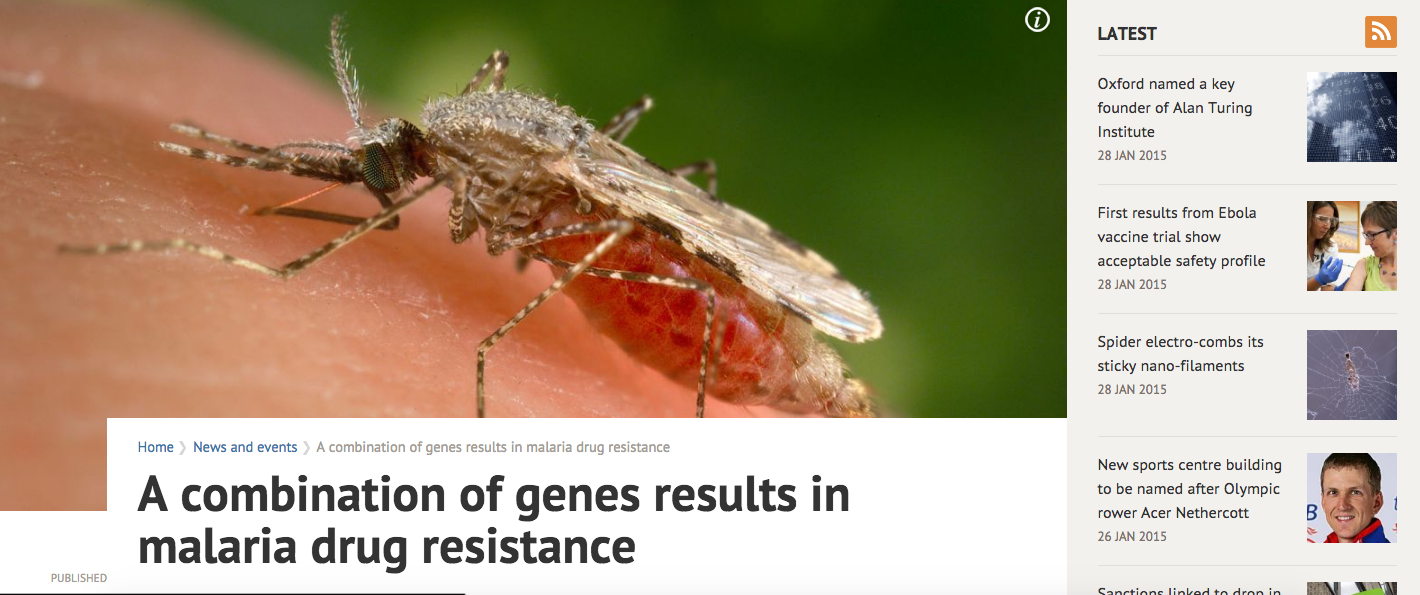 Home ❯ News and events ❯ A combination of genes results in malaria drug resistance
A combination of genes results in
malaria drug resistance
PUBLISHED
LATEST
Oxford named a key
founder of Alan Turing
Institute
28 JAN 2015
First results from Ebola
vaccine trial show
acceptable safety profile
28 JAN 2015
Spider electro-combs its
sticky nano-filaments
28 JAN 2015
New sports centre building
to be named after Olympic
rower Acer Nethercott
26 JAN 2015
Sanctions linked to drop in